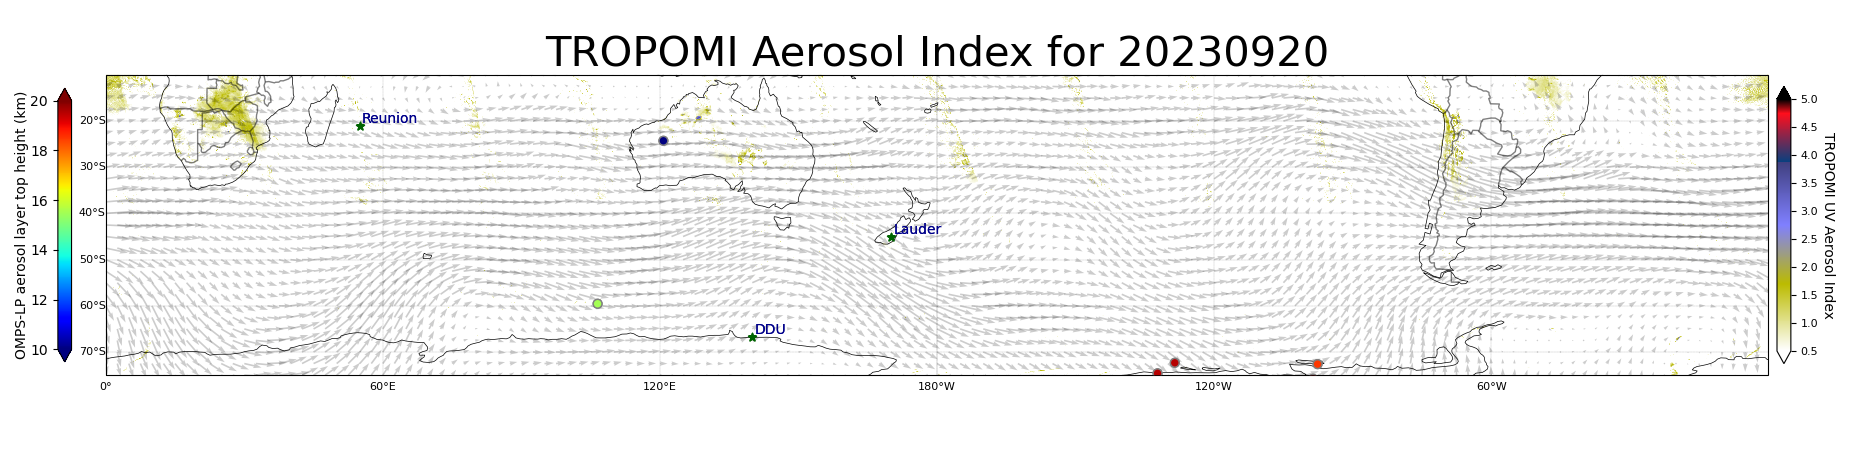 TROPOMI Aerosol Index for 20230920
OMPS-LP aerosol layer top height (km)
20
18
16
14
12
10
20°S
30°S
40°S
50°S
60°S
70°S
0°
60°E
120°E
180°W
120°W
60°W
Reunion
Lauder
DDU
5.0
4.5
4.0
3.5
3.0
2.5
2.0
1.5
1.0
0.5
TROPOMI UV Aerosol Index